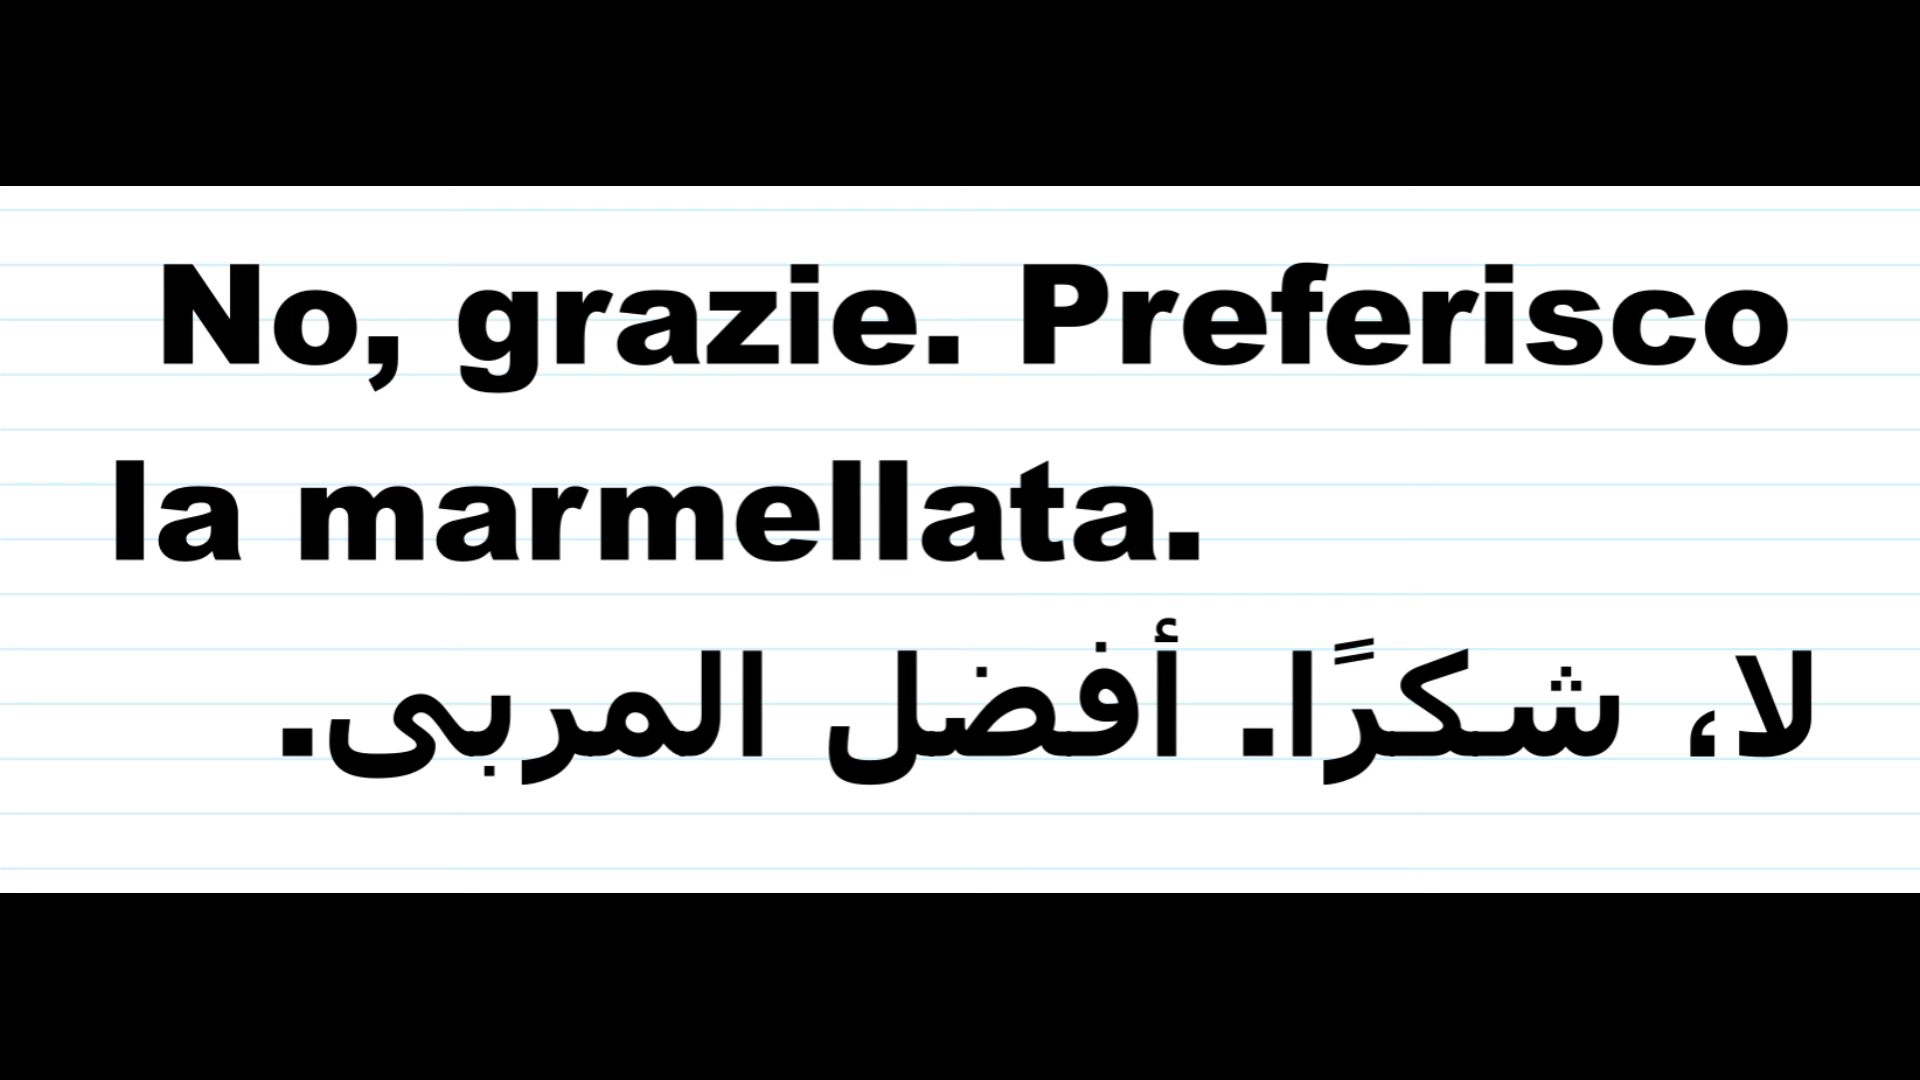 No, grazie. Preferisco
la marmellata.
لا، شكرًا. أفضل المربى.